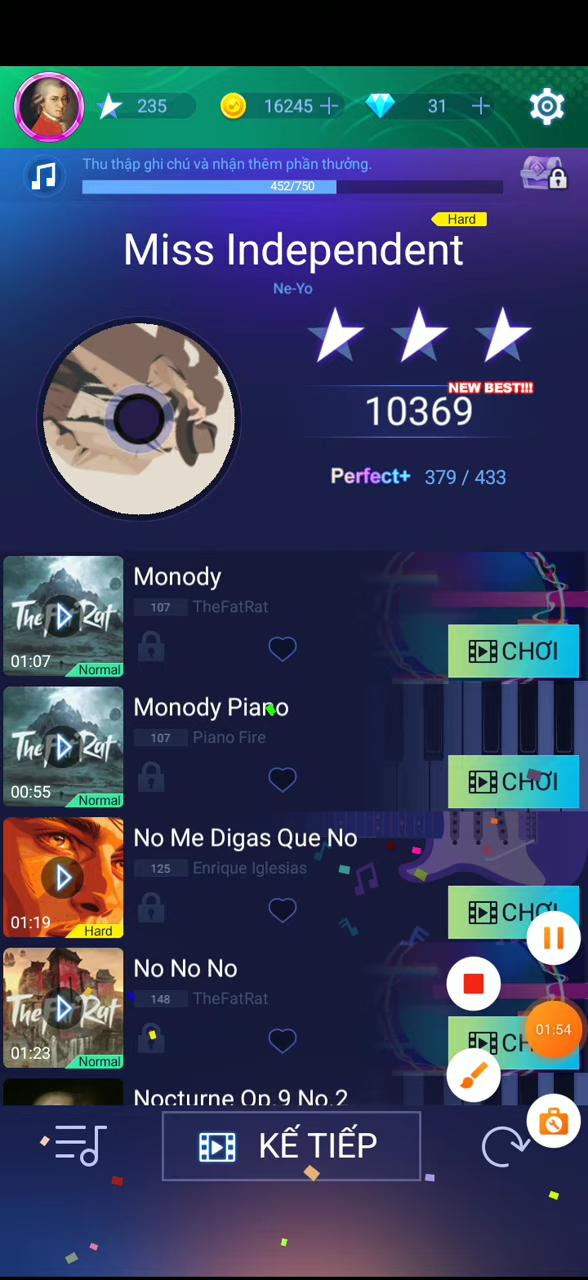 235
16245
31
Thu thập ghi chú và nhận thêm phần thưởng.
452/750
Hard
Miss Independent
Ne-Yo
NEW BEST!!!
10369
Perfect+ 379 / 433
Monody
107 TheFatRat
TheFatRat
01:07
Normal
CHƠI
Monody Piano
107 Piano Fire
TheFatRat
00:55
Normal
CHƠI
No Me Digas Que No
125 Enrique Iglesias
01:19
Hard
CHƠI
No No No
148 TheFatRat
TheFatRat
01:23
Normal
01:54
Nocturne Op.9 No.2
KẾ TIẾP